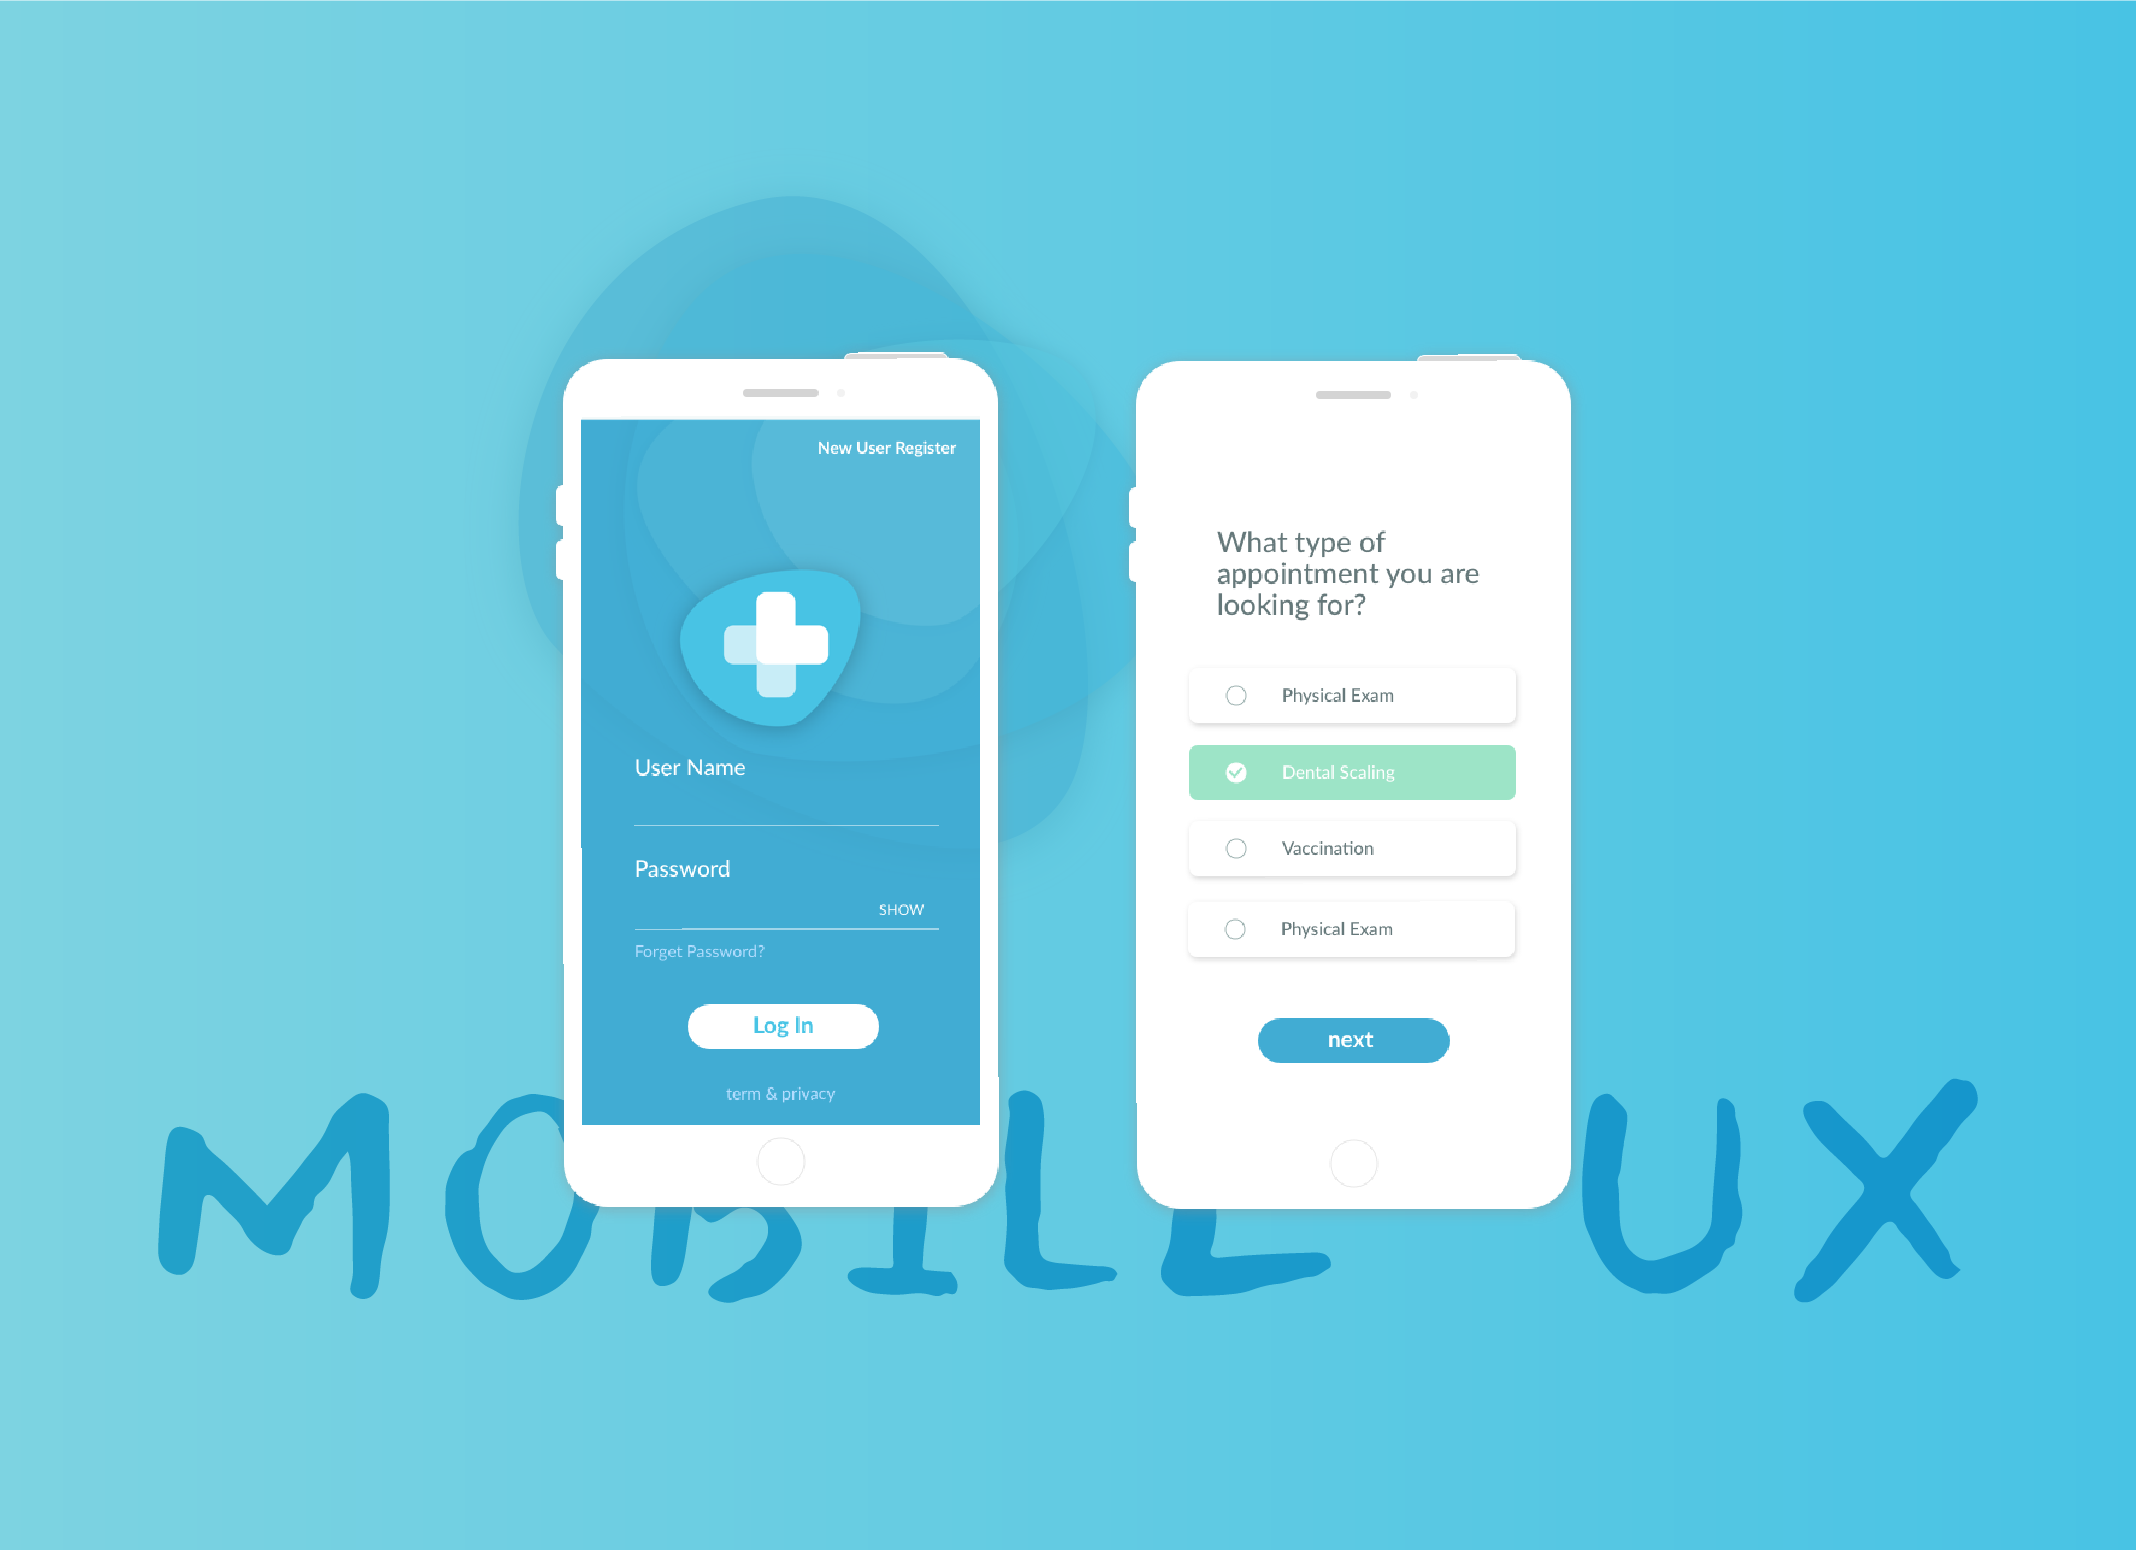 New User Register
User Name
Password
SHOW
Forget Password?
Log In
term & privacy
What type of
appointment you are
looking for?
Physical Exam
Dental Scaling
Vaccination
Physical Exam
next
MOBILE UX